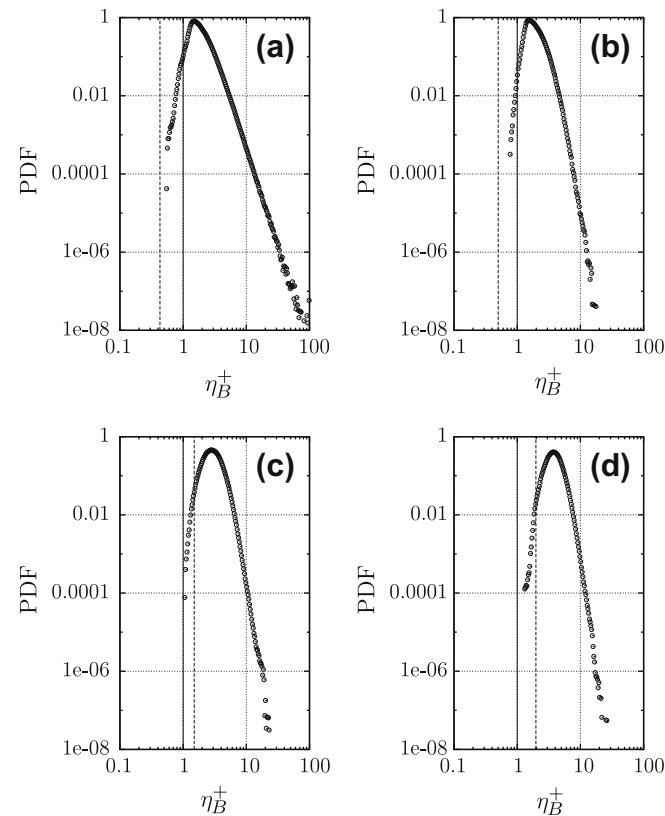 (a)
1
0.01
0.0001
1e-06
1e-08
PDF
0.1 1 10 100
η_B^+
(b)
1
0.01
0.0001
1e-06
1e-08
PDF
0.1 1 10 100
η_B^+
(c)
1
0.01
0.0001
1e-06
1e-08
PDF
0.1 1 10 100
η_B^+
(d)
1
0.01
0.0001
1e-06
1e-08
PDF
0.1 1 10 100
η_B^+